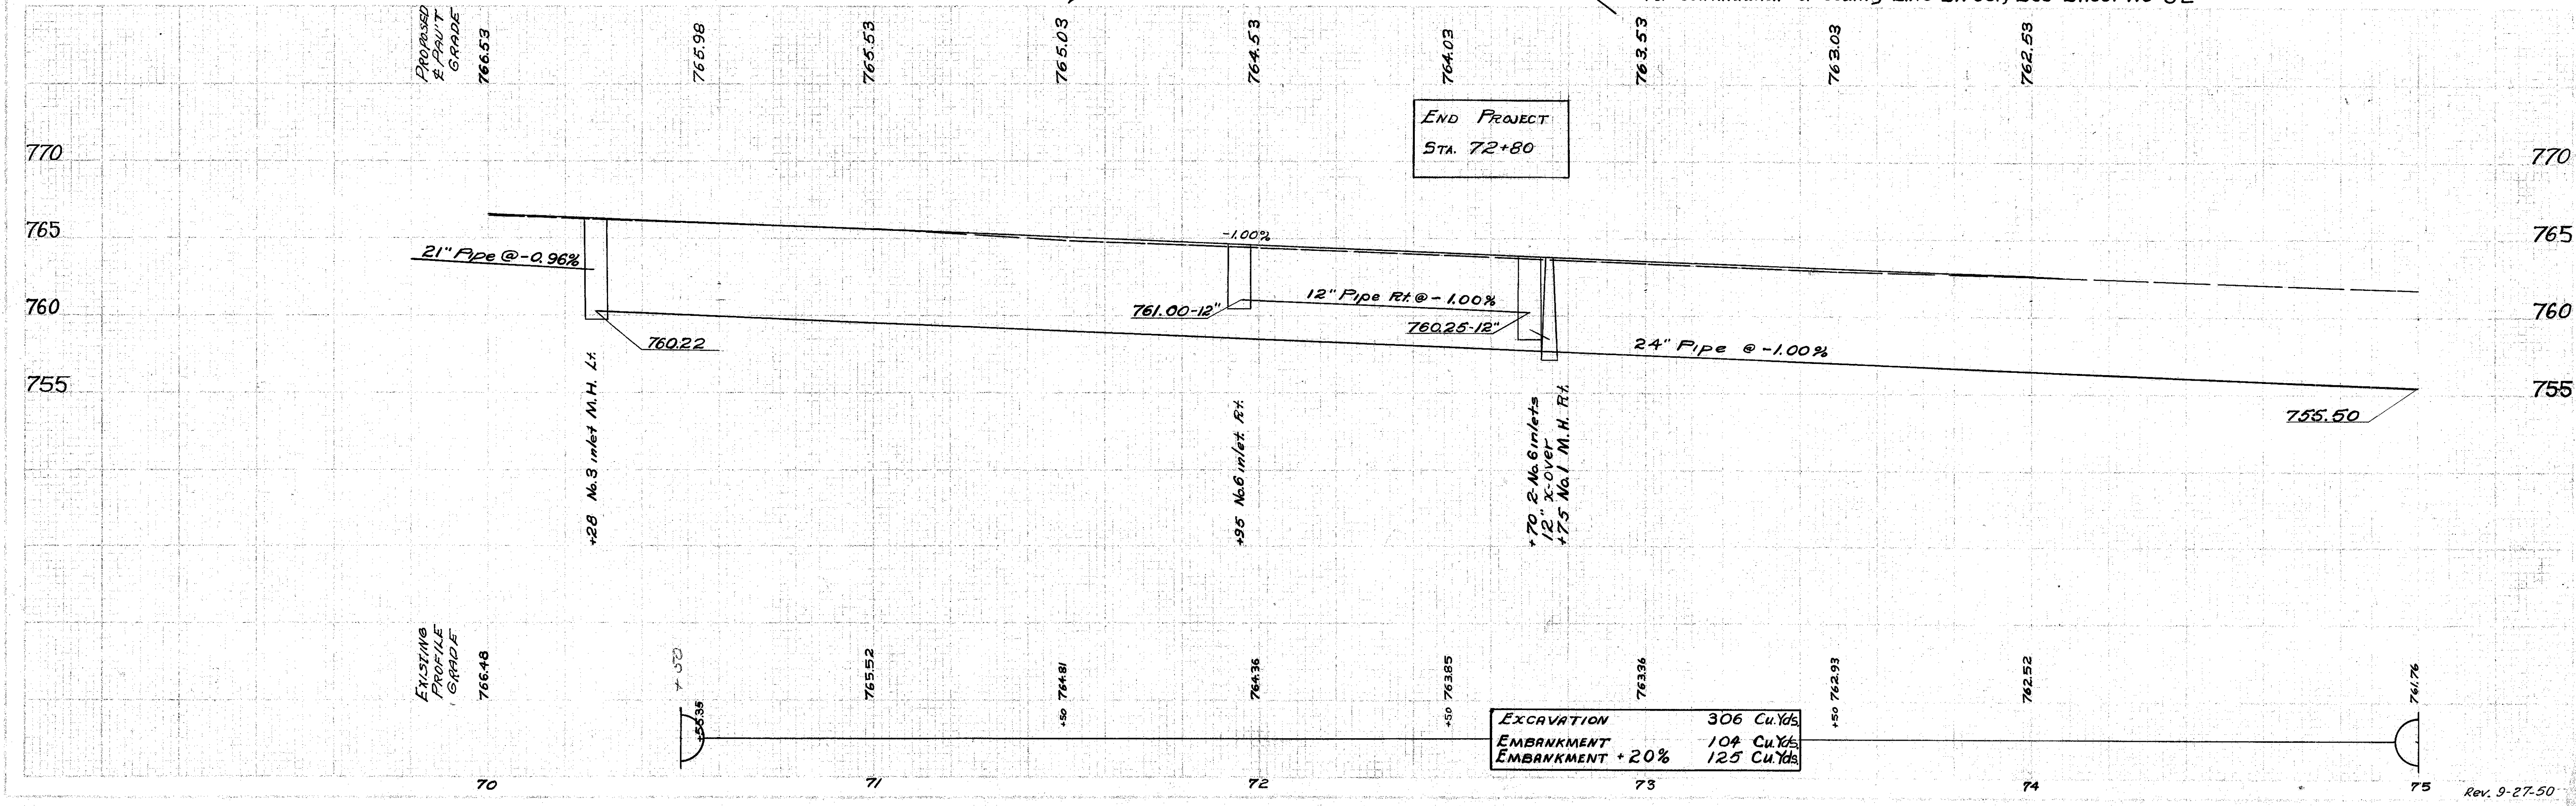 PROPOSED
℄ PAV'T
GRADE
766.53
765.98
765.53
765.03
764.53
764.03
763.53
763.03
762.53
END PROJECT
STA. 72+80
770
770
765
765
760
760
755
755
-1.00%
21" Pipe @ -0.96%
760.22
761.00-12"
12" Pipe Rt. @ -1.00%
760.25-12"
24" Pipe @ -1.00%
755.50
+28 No.3 inlet M.H. Lt.
+95 No.6 inlet Rt.
+70 2-No.6 inlets
12" X-over
+75 No.1 M.H. Rt.
EXISTING
PROFILE
GRADE
766.48
+50
+55.35
765.52
+50 764.81
764.36
+50 763.85
763.36
+50 762.93
762.52
761.76
EXCAVATION 306 Cu.Yds.
EMBANKMENT 104 Cu.Yds.
EMBANKMENT +20% 125 Cu.Yds.
70
71
72
73
74
75
Rev. 9-27-50